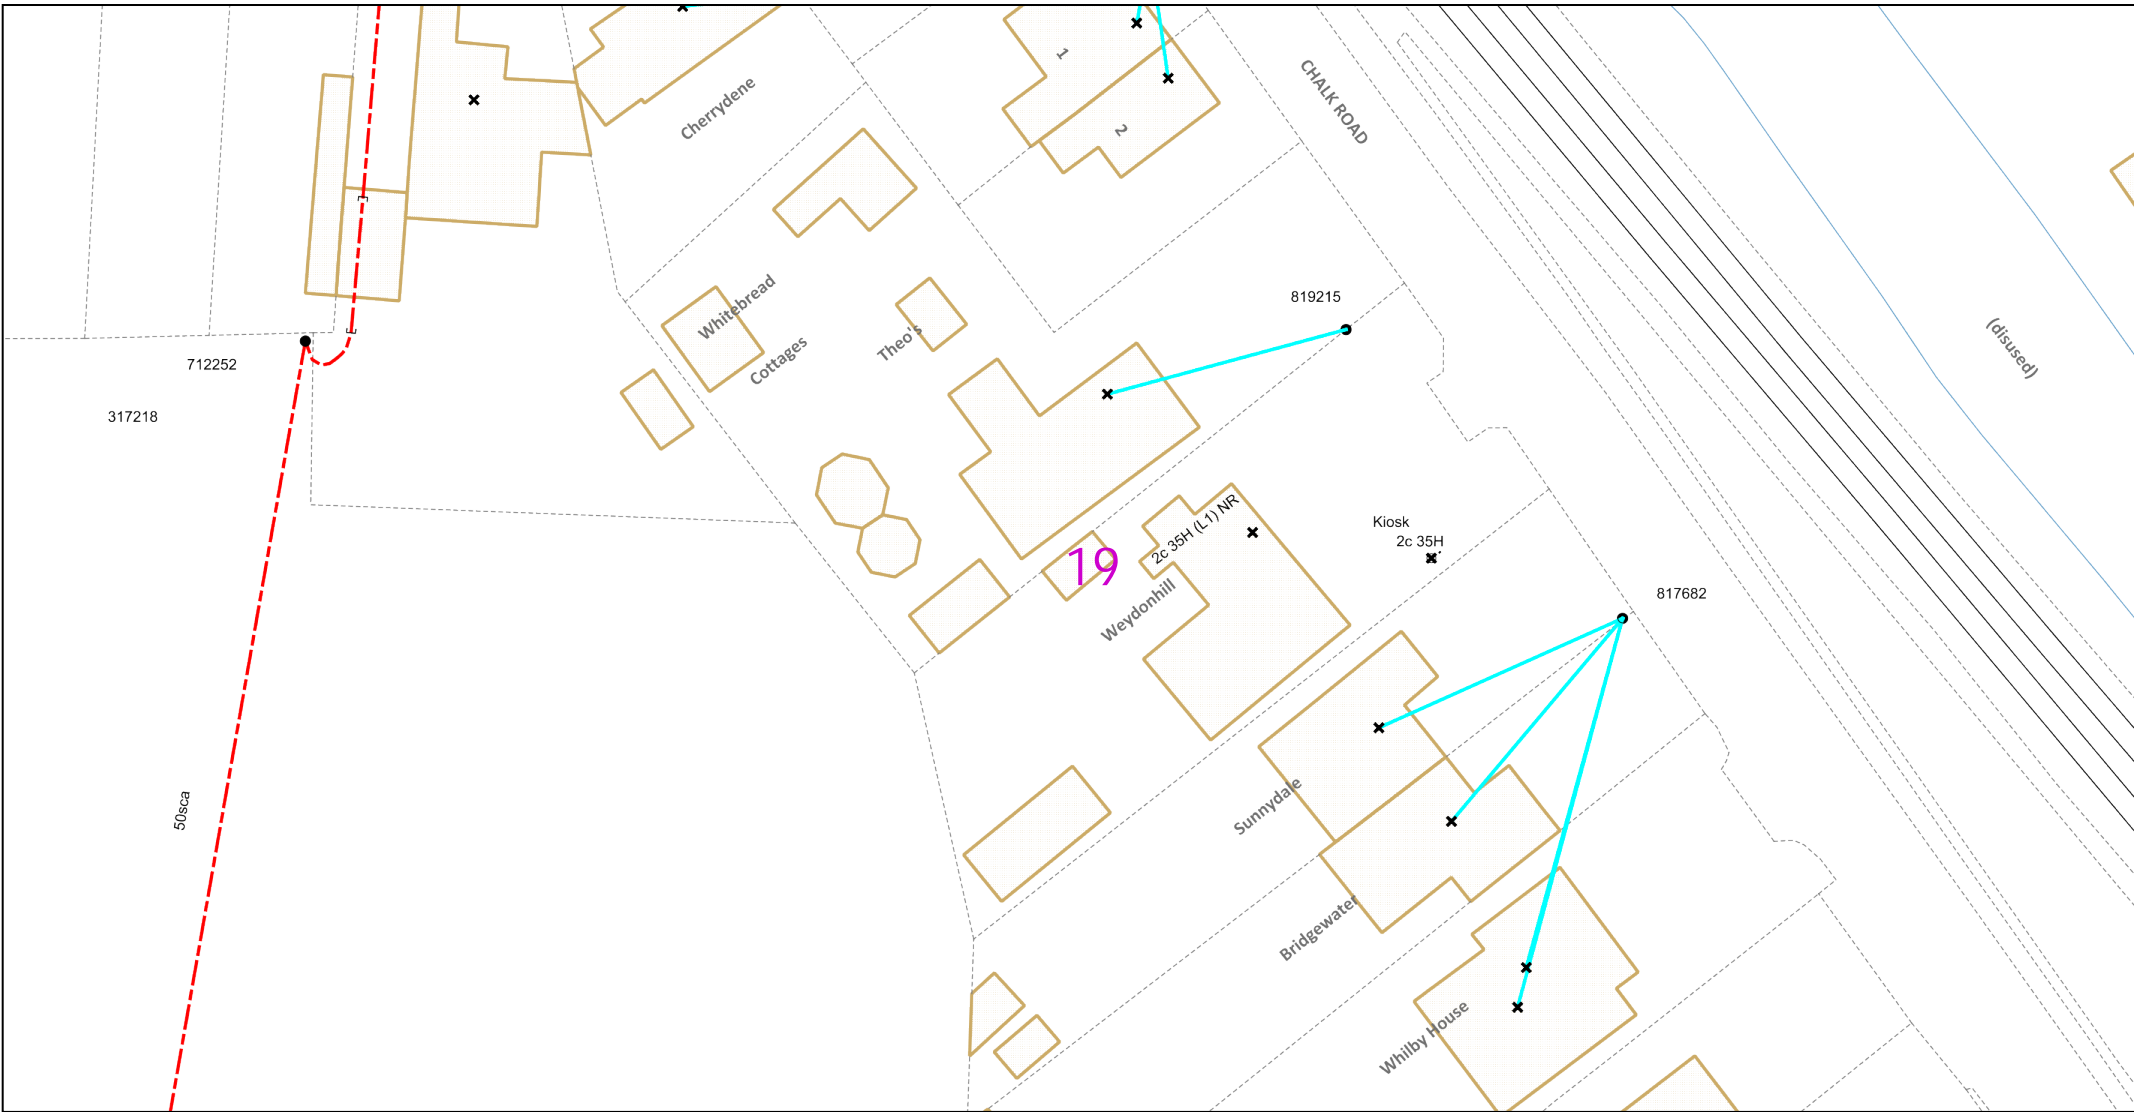 1
2
CHALK ROAD
Cherrydene
Whitebread
Cottages
Theo's
819215
(disused)
712252
317218
2c 35H (L1) NR
Kiosk
2c 35H
19
Weydonhill
817682
50sca
Sunnydale
Bridgewater
Whilby House